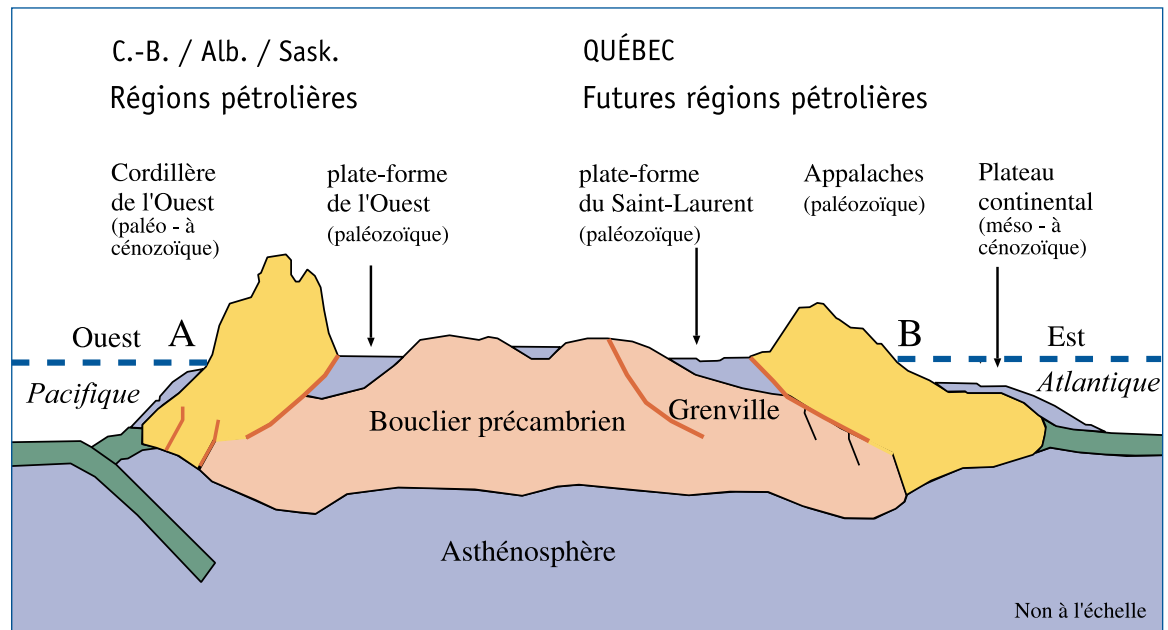 C.-B. / Alb. / Sask.
Régions pétrolières
QUÉBEC
Futures régions pétrolières
Cordillère
de l'Ouest
(paléo - à
cénozoïque)
plate-forme
de l'Ouest
(paléozoïque)
plate-forme
du Saint-Laurent
(paléozoïque)
Appalaches
(paléozoïque)
Plateau
continental
(méso - à
cénozoïque)
Ouest
A
B
Est
Pacifique
Atlantique
Bouclier précambrien
Grenville
Asthénosphère
Non à l'échelle